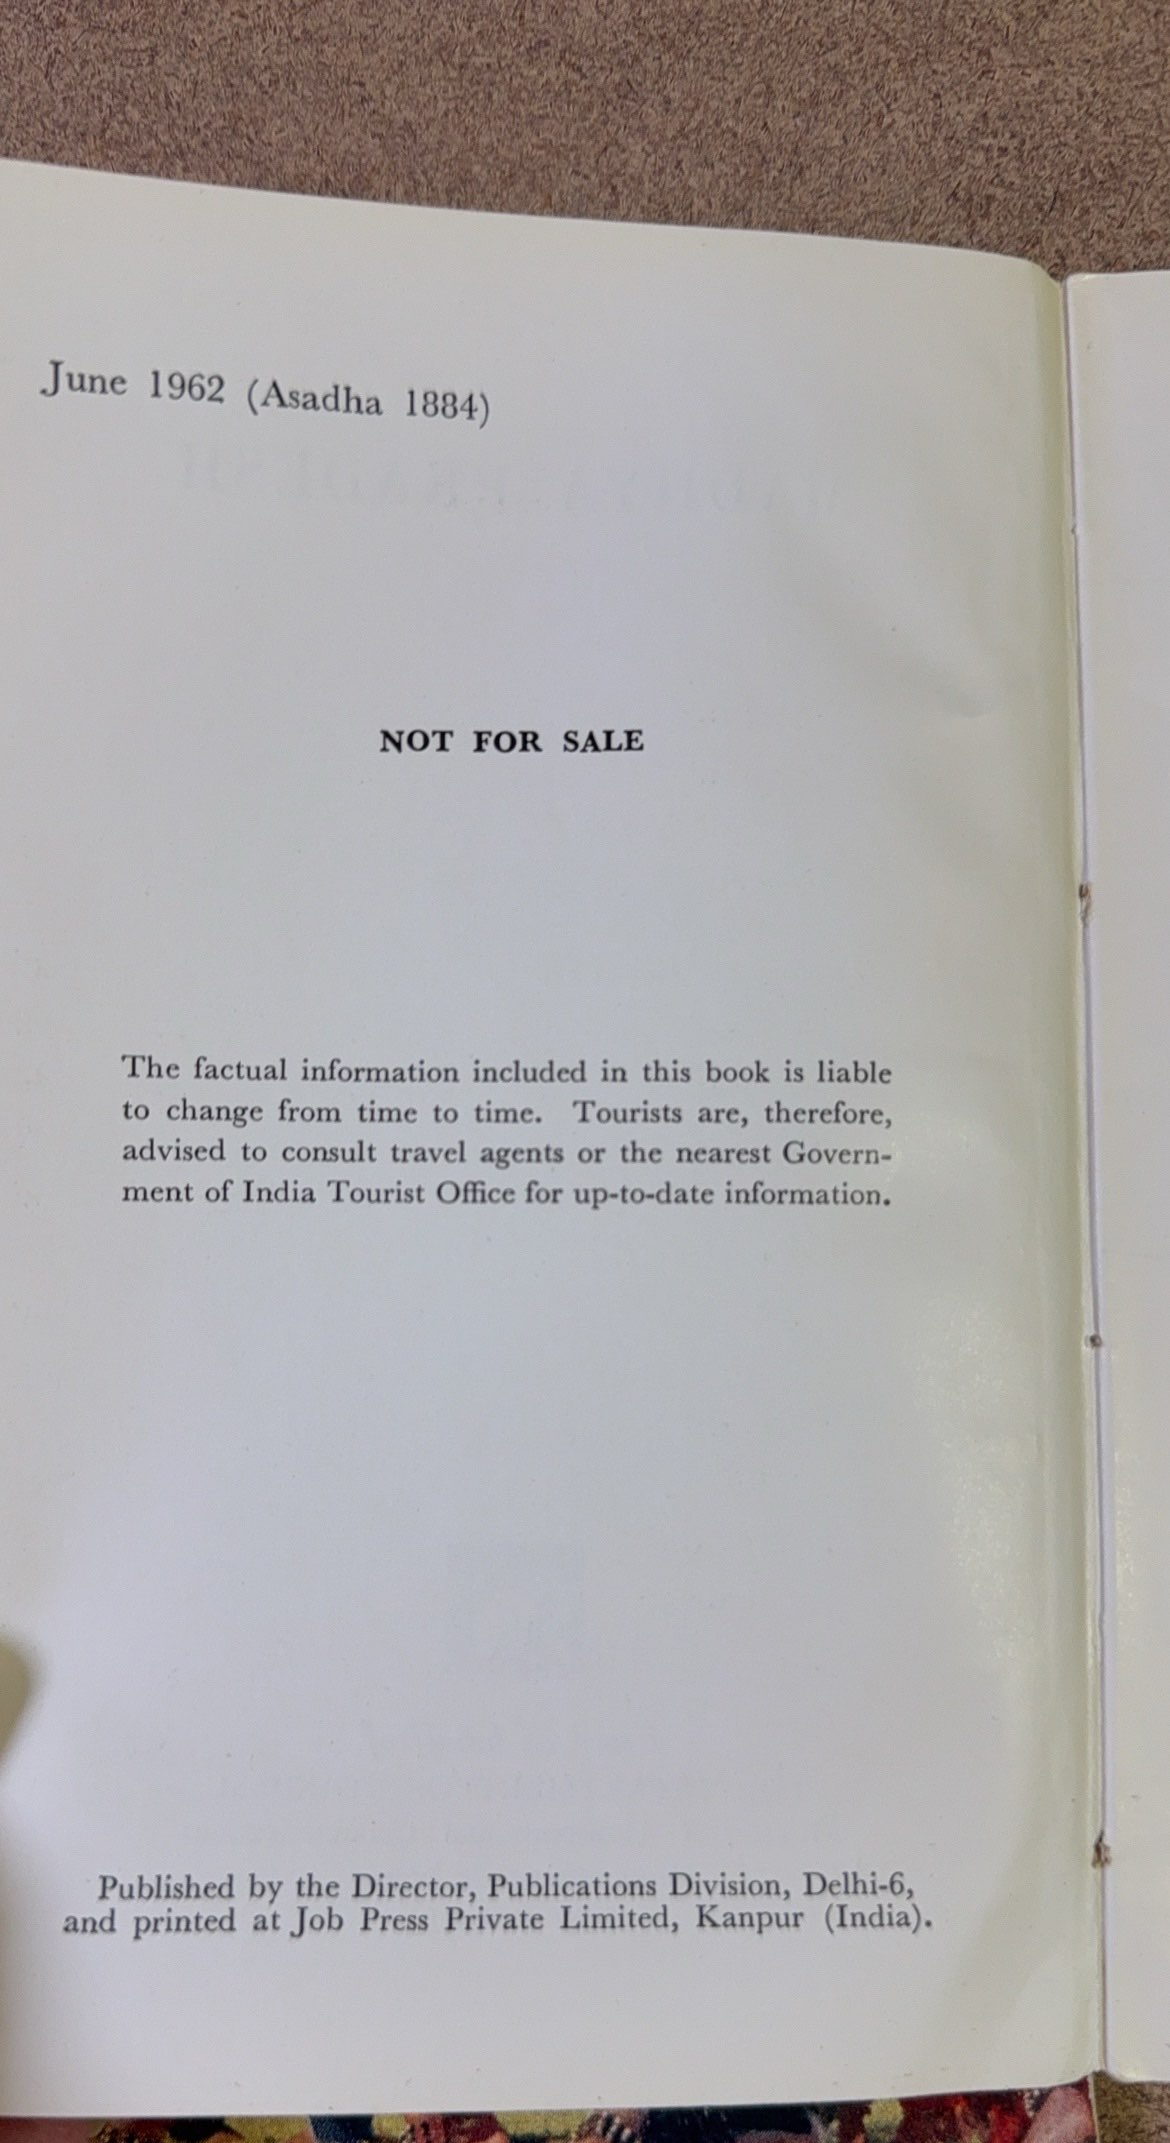 June 1962 (Asadha 1884)
NOT FOR SALE
The factual information included in this book is liable
to change from time to time. Tourists are, therefore,
advised to consult travel agents or the nearest Govern-
ment of India Tourist Office for up-to-date information.
Published by the Director, Publications Division, Delhi-6,
and printed at Job Press Private Limited, Kanpur (India).